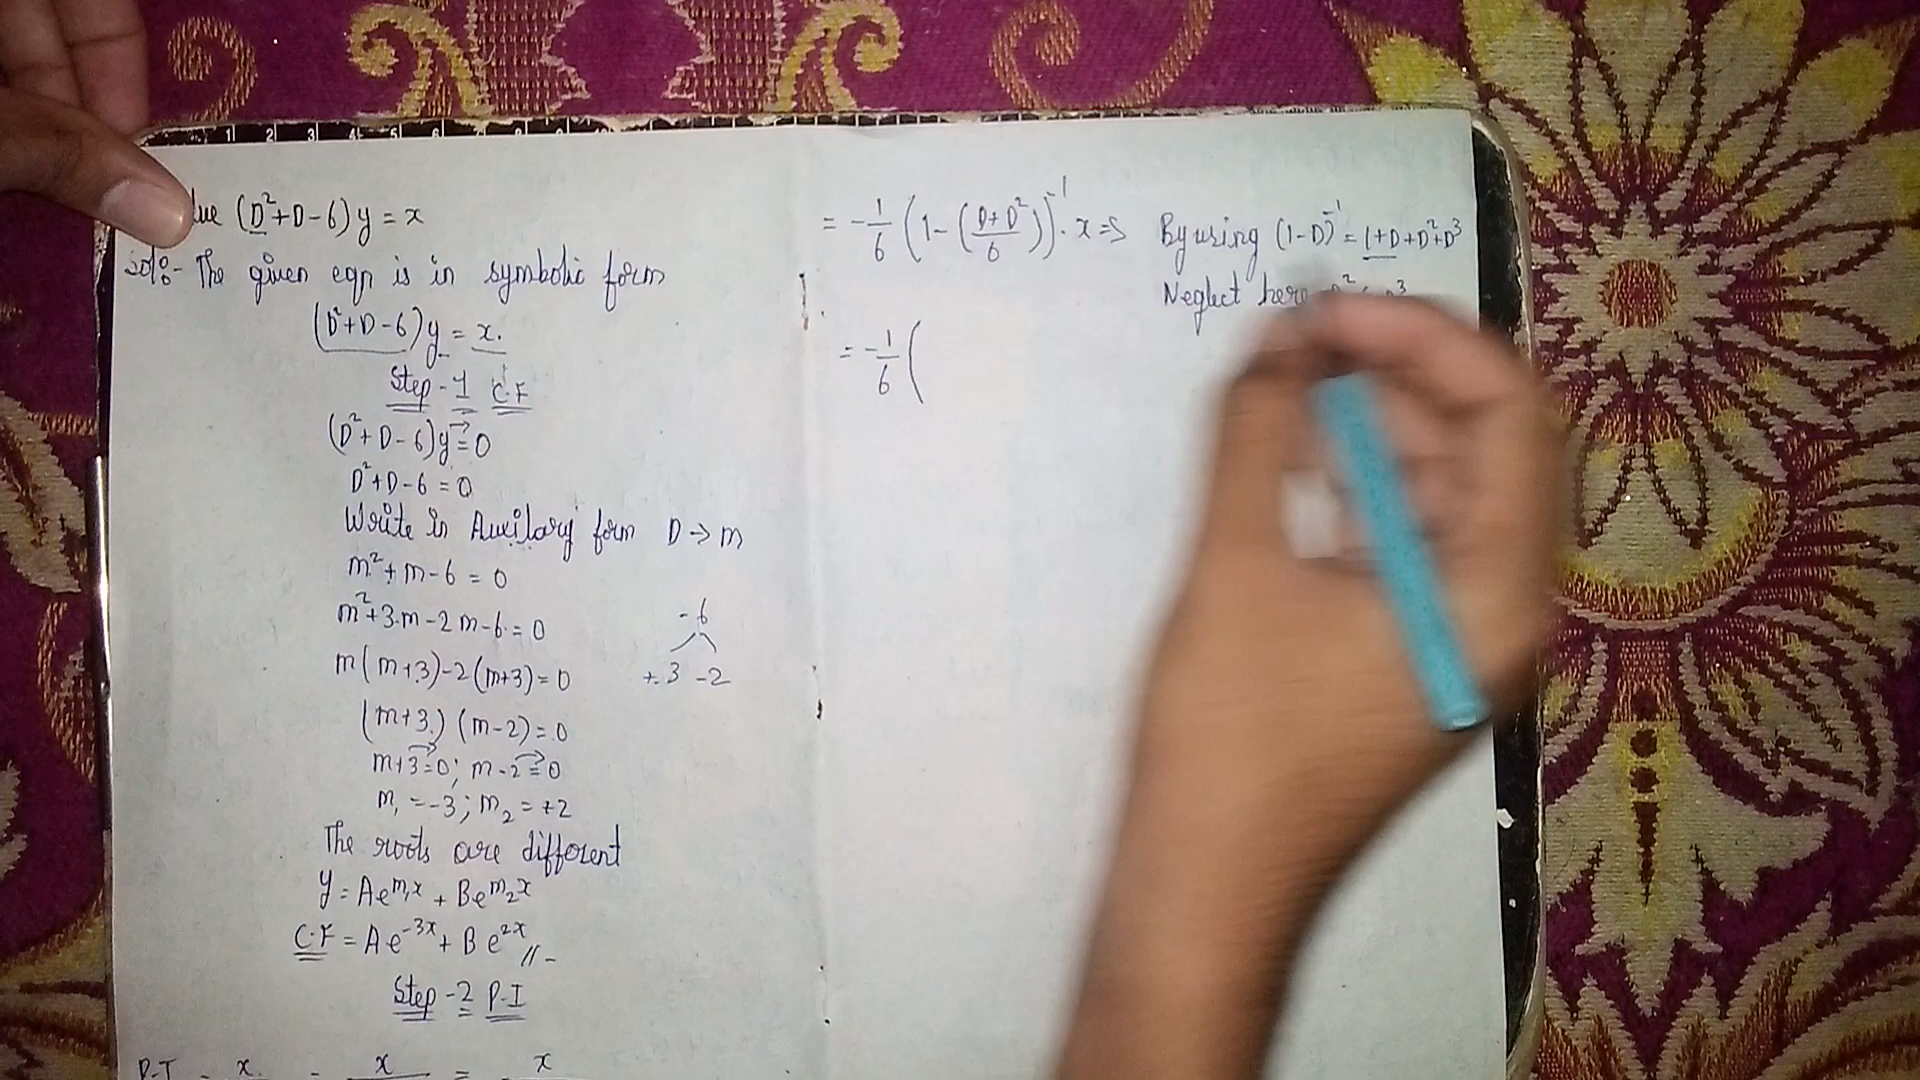 (D²+D-6)y = x
Sol:- The given eqn is in symbolic form
(D²+D-6)y = x.
Step-1 C.F
(D²+D-6)y=0
D²+D-6=0
Write in Auxilary form D→m
m²+m-6=0
m²+3m-2m-6=0
m(m+3)-2(m+3)=0
(m+3)(m-2)=0
m+3=0; m-2=0
m₁=-3; m₂=+2
The roots are different
y=Ae^m₁x + Be^m₂x
C.F = Ae^-3x + Be^2x //
Step-2 P.I
P.I = x = x = x
-6
+3 -2
= -1/6 (1-((D+D²)/6))^-1 . x ⇒ By using (1-D)^-1 = 1+D+D²+D³
Neglect here
= -1/6 (